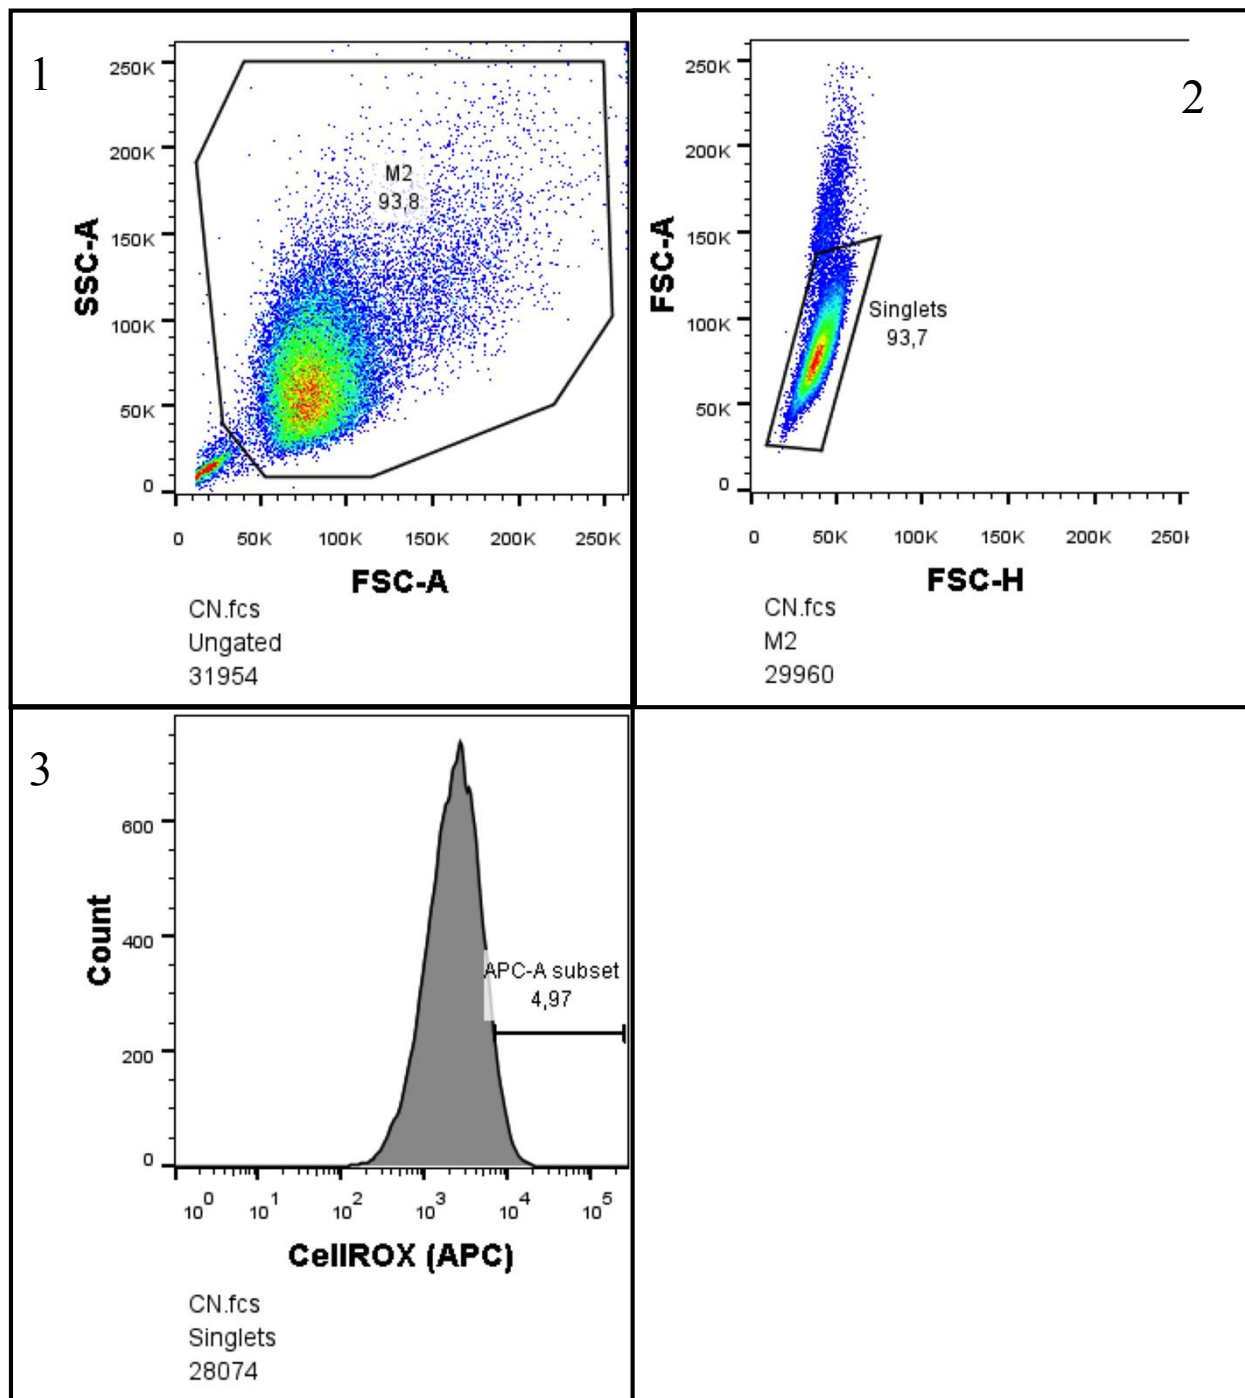 1
250K
200K
150K
100K
50K
0
SSC-A
M2
93,8
0 50K 100K 150K 200K 250K
FSC-A
CN.fcs
Ungated
31954
2
250K
200K
150K
100K
50K
0
FSC-A
Singlets
93,7
0 50K 100K 150K 200K 250
FSC-H
CN.fcs
M2
29960
3
600
400
200
0
Count
APC-A subset
4,97
10^0 10^1 10^2 10^3 10^4 10^5
CellROX (APC)
CN.fcs
Singlets
28074